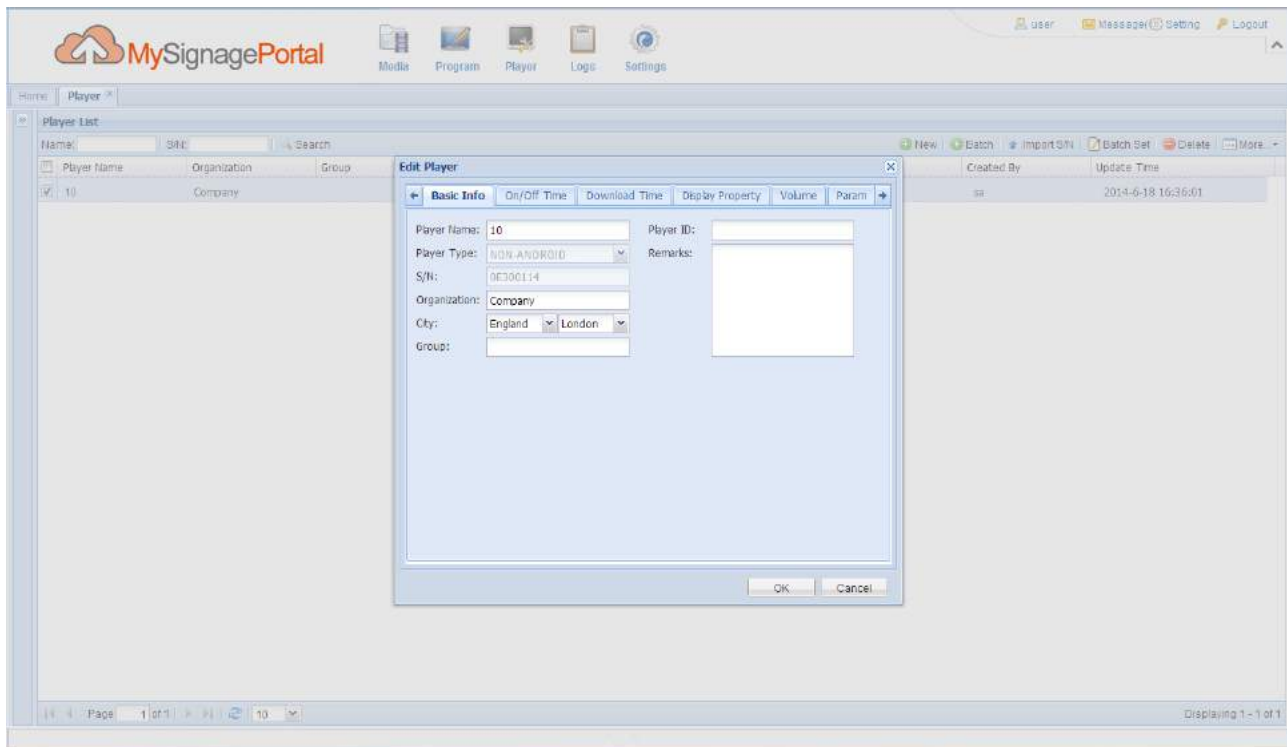 user Message( Setting Logout
MySignagePortal
Media Program Player Logs Settings
Home Player
Player List
Name: S/N: Search New Batch Import S/N Batch Set Delete More
Player Name Organization Group Created By Update Time
10 Company sa 2014-6-18 16:36:01
Edit Player
Basic Info On/Off Time Download Time Display Property Volume Param
Player Name: 10 Player ID:
Player Type: NON-ANDROID Remarks:
S/N: 0E300114
Organization: Company
City: England London
Group:
OK Cancel
Page 1 of 1 10 Displaying 1 - 1 of 1